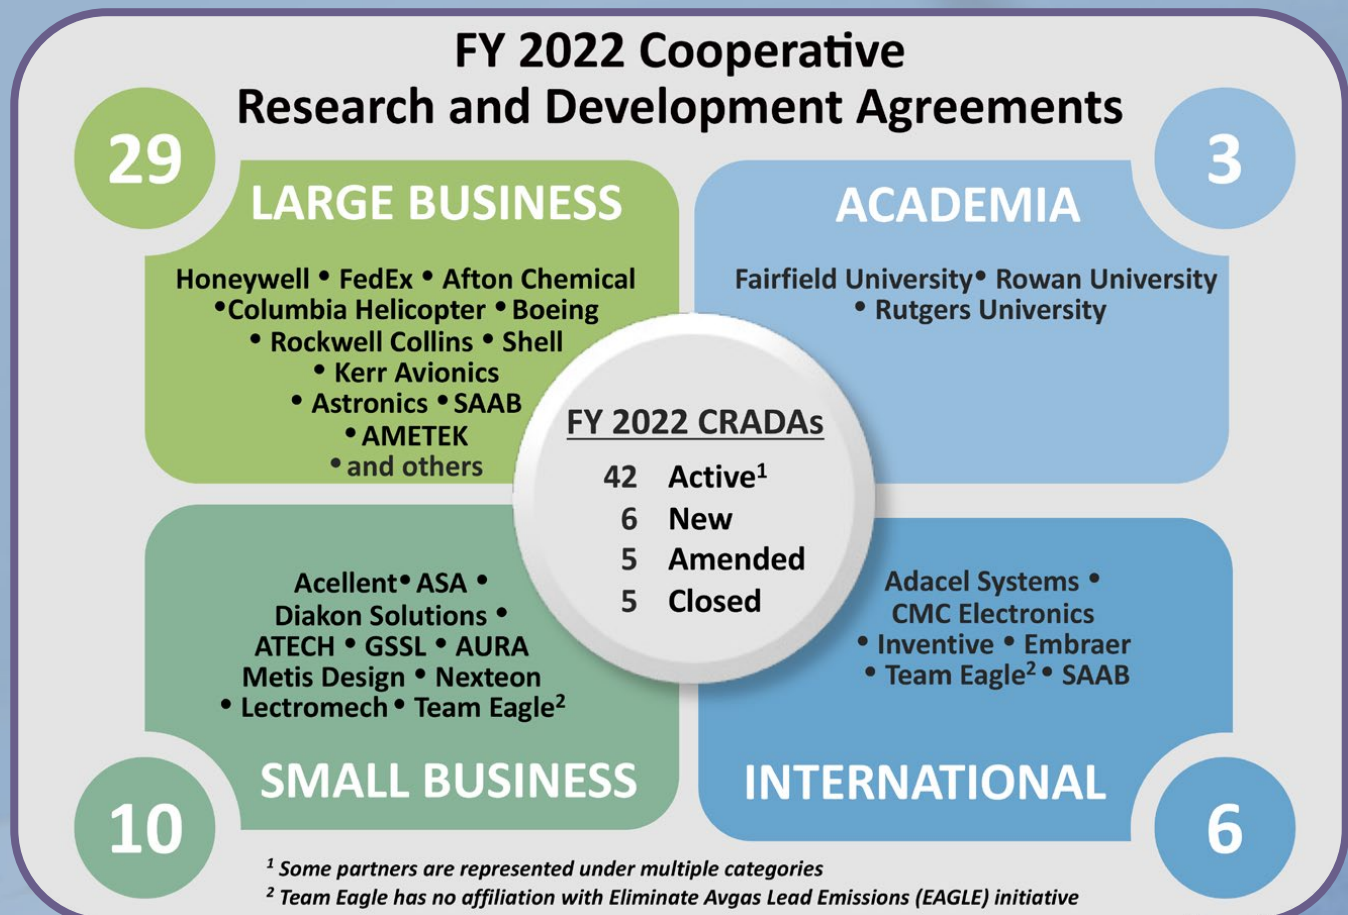 FY 2022 Cooperative
Research and Development Agreements
29
LARGE BUSINESS
Honeywell • FedEx • Afton Chemical
•Columbia Helicopter • Boeing
• Rockwell Collins • Shell
• Kerr Avionics
• Astronics • SAAB
• AMETEK
• and others
3
ACADEMIA
Fairfield University• Rowan University
• Rutgers University
FY 2022 CRADAs
42 Active¹
6 New
5 Amended
5 Closed
Acellent• ASA •
Diakon Solutions •
ATECH • GSSL • AURA
Metis Design • Nexteon
• Lectromech • Team Eagle²
SMALL BUSINESS
10
Adacel Systems •
CMC Electronics
• Inventive • Embraer
• Team Eagle² • SAAB
INTERNATIONAL
6
¹ Some partners are represented under multiple categories
² Team Eagle has no affiliation with Eliminate Avgas Lead Emissions (EAGLE) initiative